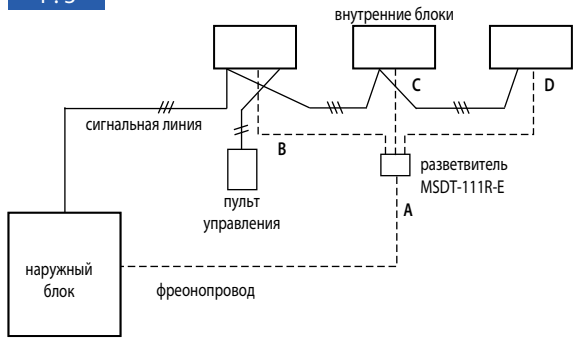 внутренние блоки
C
D
сигнальная линия
B
разветвитель
MSDT-111R-E
пульт
управления
A
наружный
блок
фреонопровод